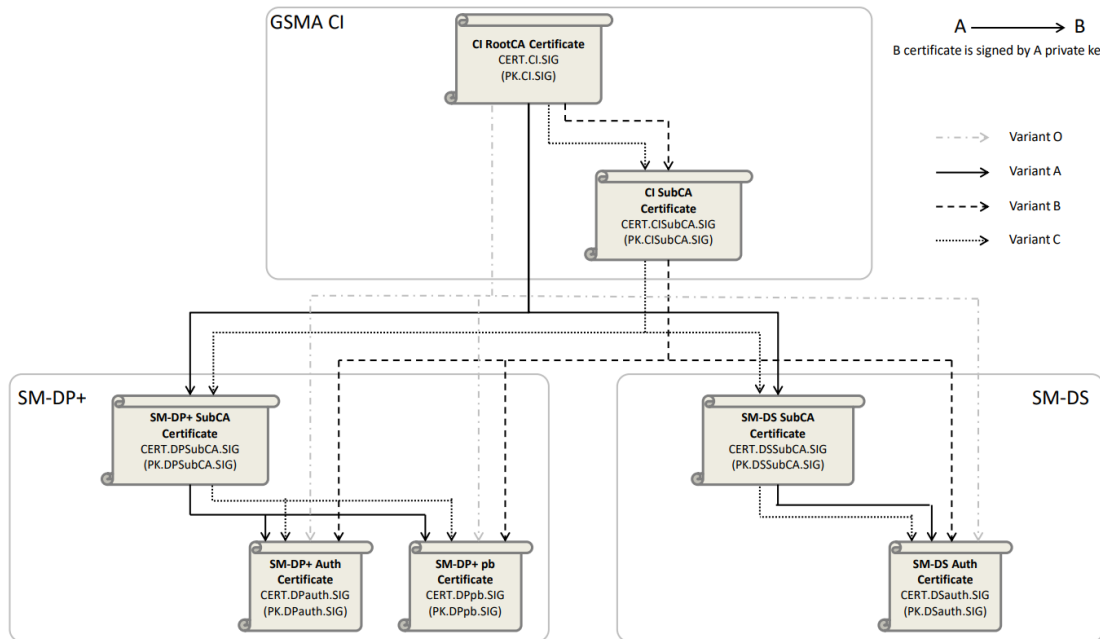 GSMA CI
CI RootCA Certificate
CERT.CI.SIG
(PK.CI.SIG)
A
B
B certificate is signed by A private ke
Variant O
Variant A
Variant B
Variant C
CI SubCA
Certificate
CERT.CISubCA.SIG
(PK.CISubCA.SIG)
SM-DP+
SM-DP+ SubCA
Certificate
CERT.DPSubCA.SIG
(PK.DPSubCA.SIG)
SM-DP+ Auth
Certificate
CERT.DPauth.SIG
(PK.DPauth.SIG)
SM-DP+ pb
Certificate
CERT.DPpb.SIG
(PK.DPpb.SIG)
SM-DS
SM-DS SubCA
Certificate
CERT.DSSubCA.SIG
(PK.DSSubCA.SIG)
SM-DS Auth
Certificate
CERT.DSauth.SIG
(PK.DSauth.SIG)